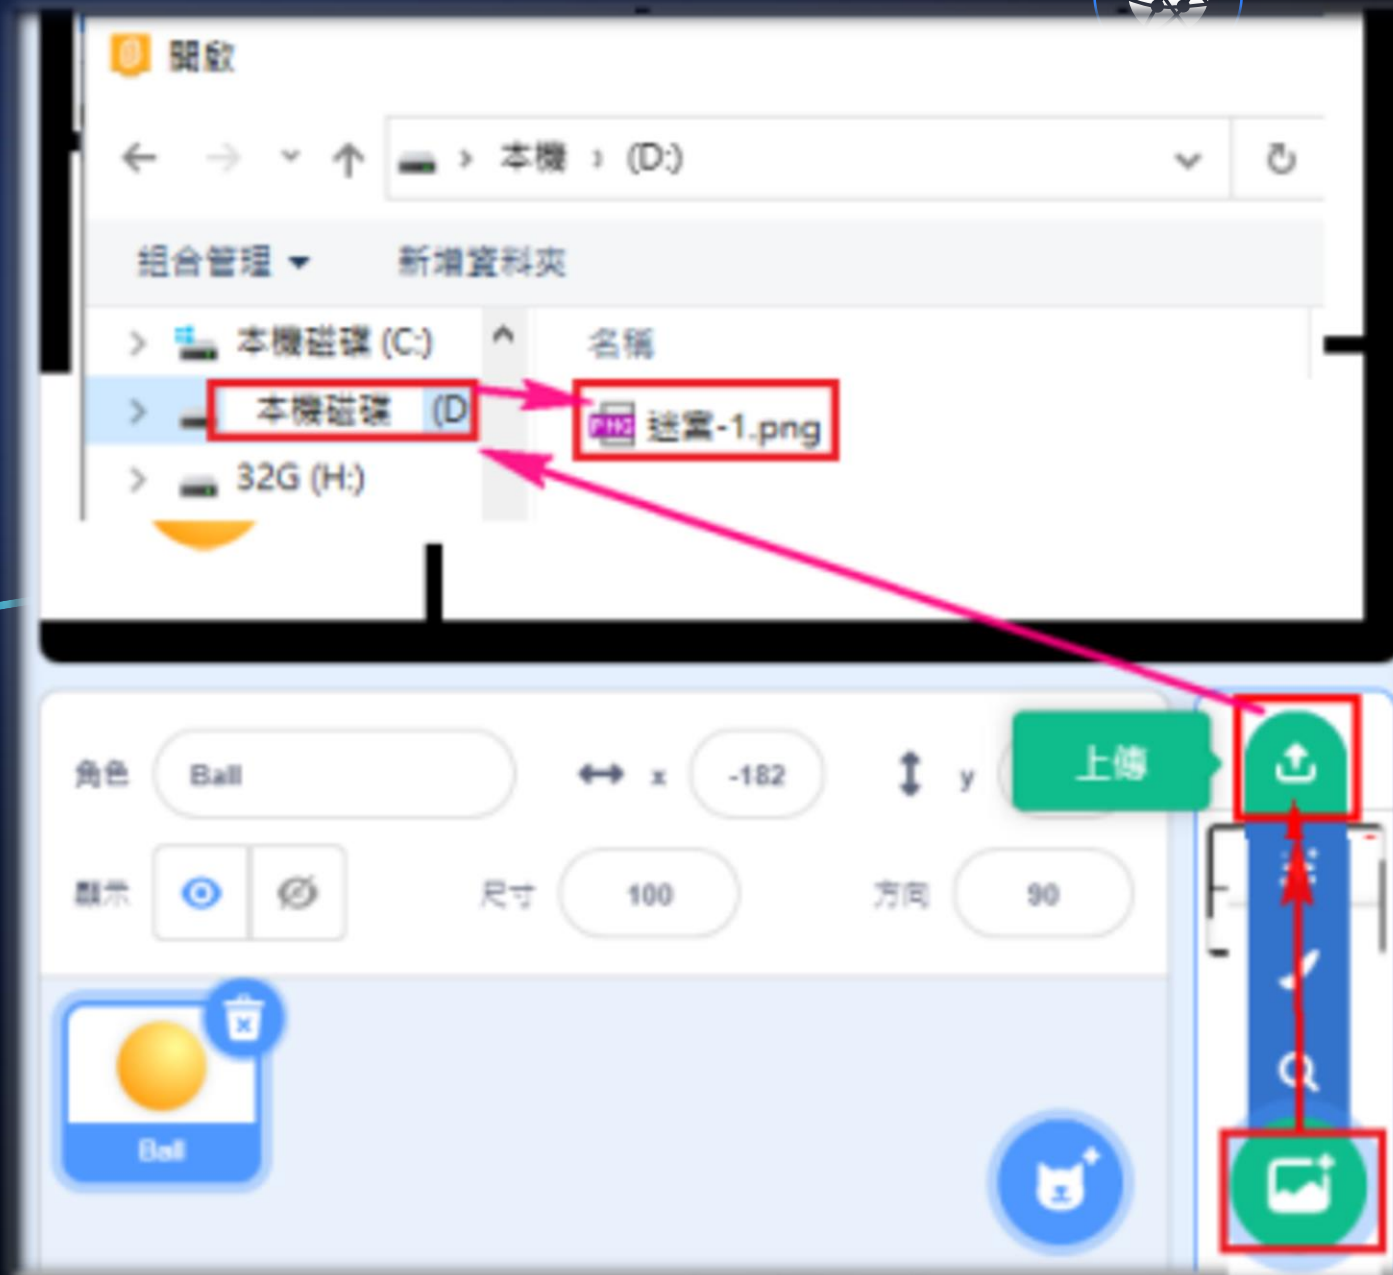 開啟
本機 › (D:)
組合管理 新增資料夾
本機磁碟 (C:) 名稱
本機磁碟 (D
PNG 迷宮-1.png
32G (H:)
角色 Ball x -182 y 上傳
顯示 尺寸 100 方向 90
Ball